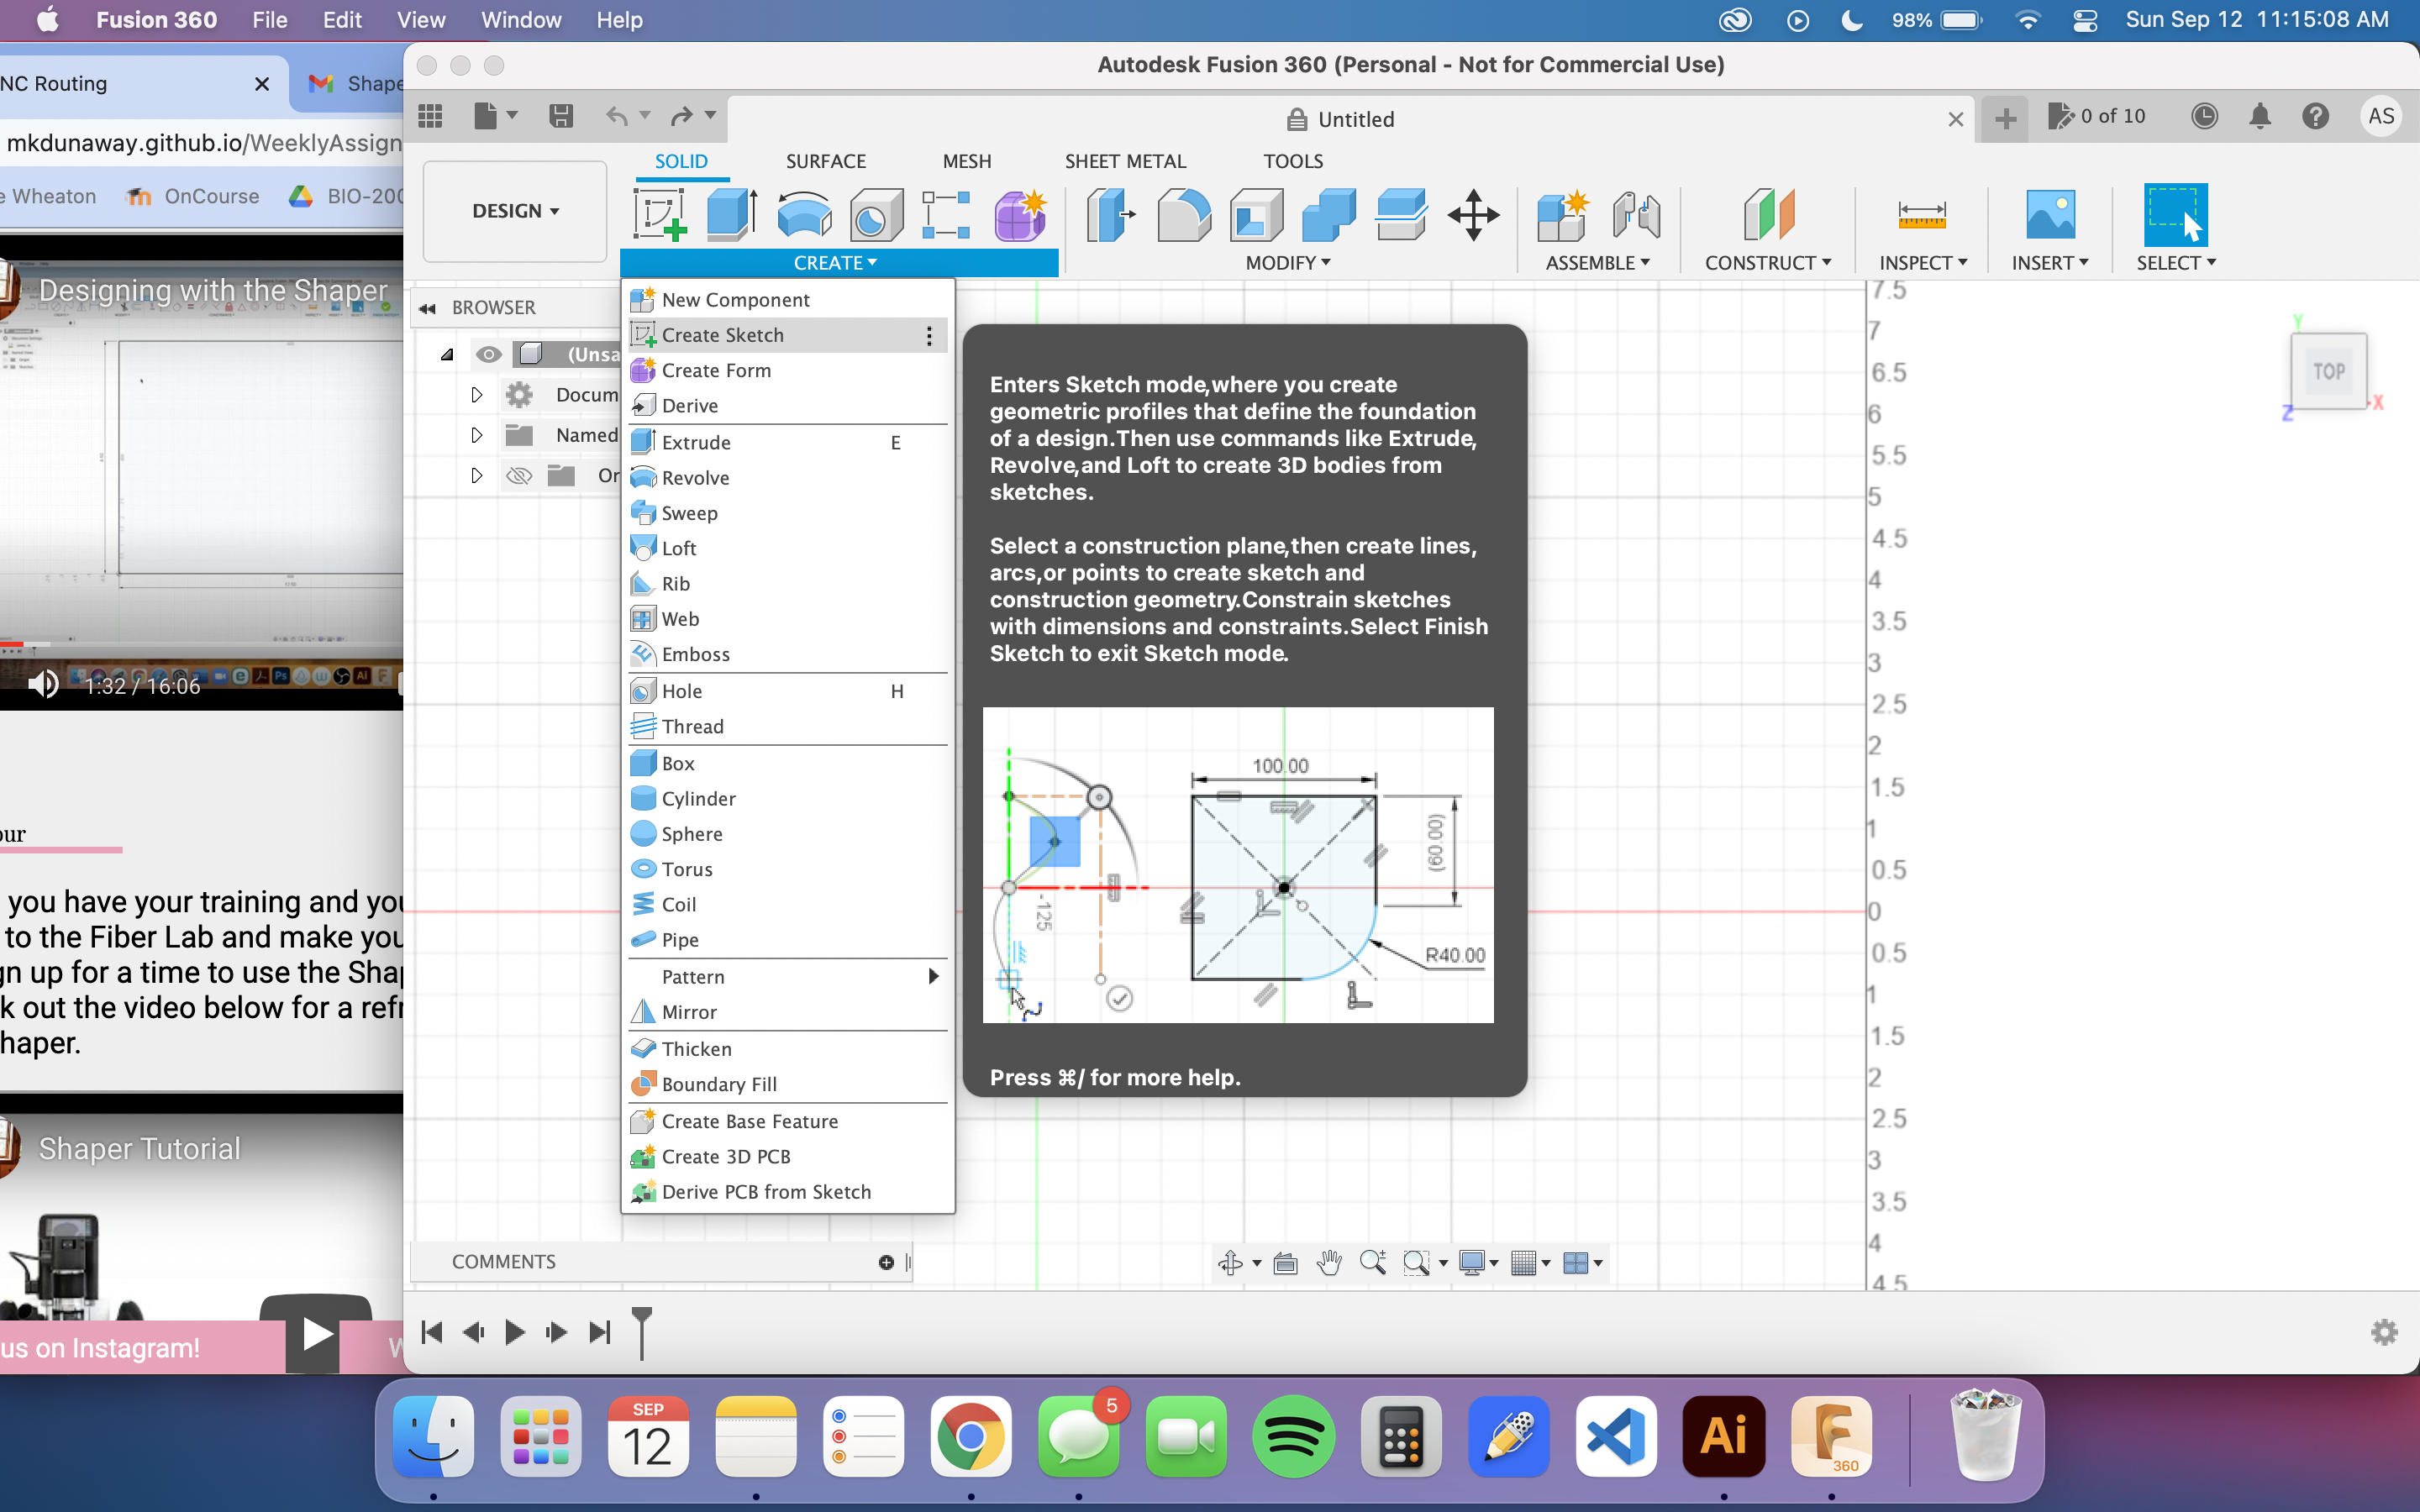 Fusion 360 File Edit View Window Help
98% Sun Sep 12 11:15:08 AM
NC Routing
Shape
mkdunaway.github.io/WeeklyAssign
e Wheaton OnCourse BIO-200
Designing with the Shaper
1:32 / 16:06
our
you have your training and you
to the Fiber Lab and make you
gn up for a time to use the Shap
k out the video below for a refr
haper.
Shaper Tutorial
us on Instagram!
W
Autodesk Fusion 360 (Personal - Not for Commercial Use)
Untitled
0 of 10
AS
DESIGN
SOLID SURFACE MESH SHEET METAL TOOLS
CREATE MODIFY ASSEMBLE CONSTRUCT INSPECT INSERT SELECT
BROWSER
(Unsa
Docum
Named
Or
New Component
Create Sketch
Create Form
Derive
Extrude E
Revolve
Sweep
Loft
Rib
Web
Emboss
Hole H
Thread
Box
Cylinder
Sphere
Torus
Coil
Pipe
Pattern
Mirror
Thicken
Boundary Fill
Create Base Feature
Create 3D PCB
Derive PCB from Sketch
Enters Sketch mode,where you create
geometric profiles that define the foundation
of a design.Then use commands like Extrude,
Revolve,and Loft to create 3D bodies from
sketches.
Select a construction plane,then create lines,
arcs,or points to create sketch and
construction geometry.Constrain sketches
with dimensions and constraints.Select Finish
Sketch to exit Sketch mode.
100.00
(60.00)
-125
R40.00
Press ⌘/ for more help.
7.5
7
6.5
6
5.5
5
4.5
4
3.5
3
2.5
2
1.5
1
0.5
0
0.5
1
1.5
2
2.5
3
3.5
4
4.5
Y
TOP
X
Z
COMMENTS
SEP
12
5
Ai
360